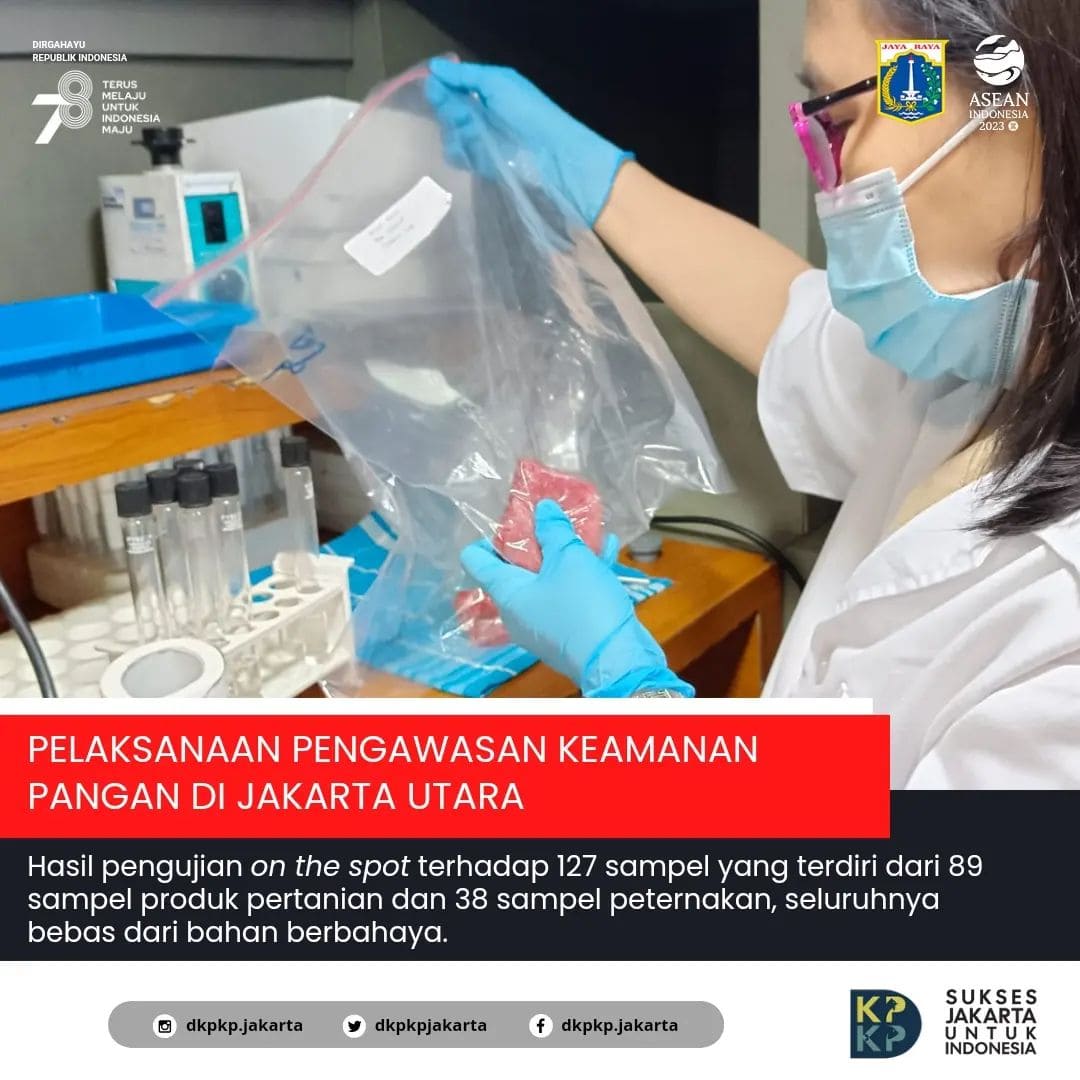 DIRGAHAYU
REPUBLIK INDONESIA
78
TERUS
MELAJU
UNTUK
INDONESIA
MAJU
JAYA RAYA
ASEAN
INDONESIA
2023
PELAKSANAAN PENGAWASAN KEAMANAN
PANGAN DI JAKARTA UTARA
Hasil pengujian on the spot terhadap 127 sampel yang terdiri dari 89
sampel produk pertanian dan 38 sampel peternakan, seluruhnya
bebas dari bahan berbahaya.
dkpkp.jakarta
dkpkpjakarta
dkpkp.jakarta
KP
KP
SUKSES
JAKARTA
UNTUK
INDONESIA